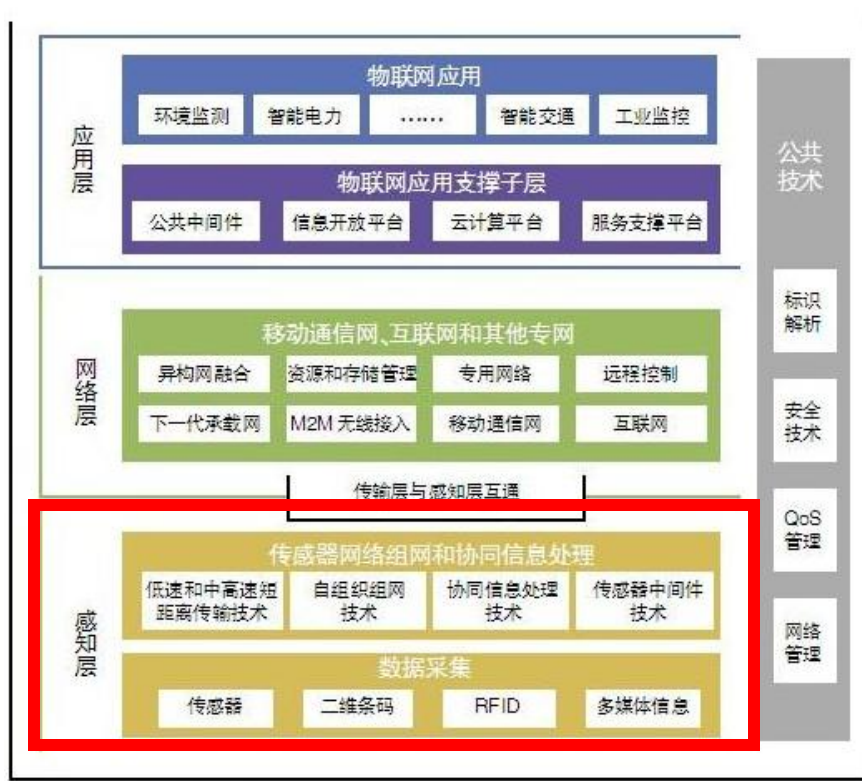 物联网应用
环境监测
智能电力
……
智能交通
工业监控
应用层
物联网应用支撑子层
公共中间件
信息开放平台
云计算平台
服务支撑平台
移动通信网、互联网和其他专网
异构网融合
资源和存储管理
专用网络
远程控制
网络层
下一代承载网
M2M 无线接入
移动通信网
互联网
传输层与感知层互通
传感器网络组网和协同信息处理
低速和中高速短
距离传输技术
自组织组网
技术
协同信息处理
技术
传感器中间件
技术
感知层
数据采集
传感器
二维条码
RFID
多媒体信息
公共
技术
标识
解析
安全
技术
QoS
管理
网络
管理